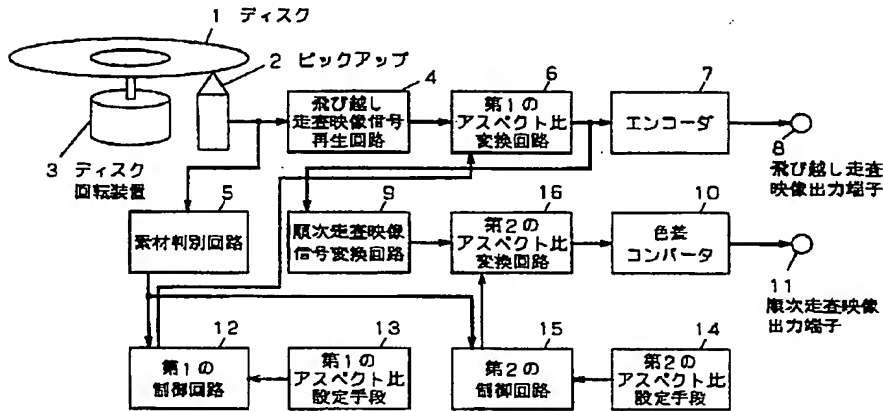 1 ディスク
2 ピックアップ
3 ディスク
回転装置
4
飛び越し
走査映像信号
再生回路
6
第1の
アスペクト比
変換回路
7
エンコーダ
8
飛び越し走査
映像出力端子
5
素材判別回路
9
順次走査映像
信号変換回路
16
第2の
アスペクト比
変換回路
10
色差
コンバータ
11
順次走査映像
出力端子
12
第1の
制御回路
13
第1の
アスペクト比
設定手段
15
第2の
制御回路
14
第2の
アスペクト比
設定手段